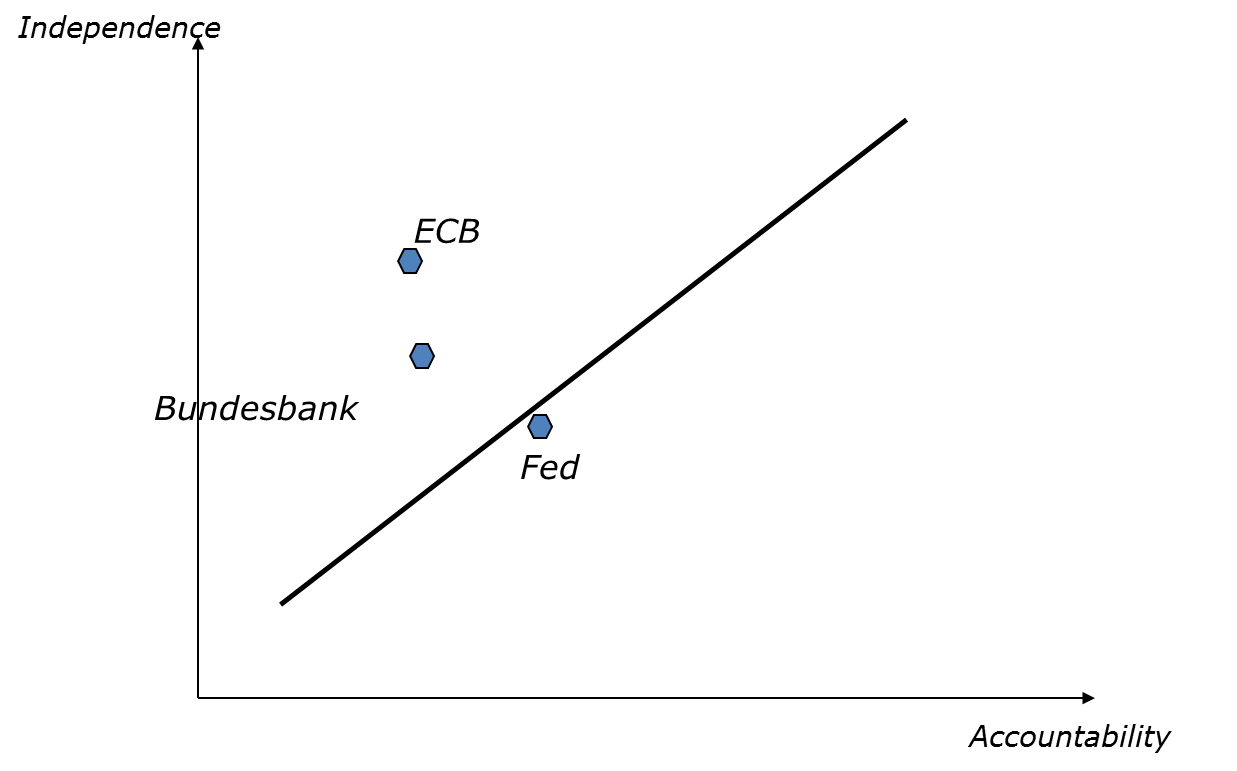 Independence
ECB
Bundesbank
Fed
Accountability